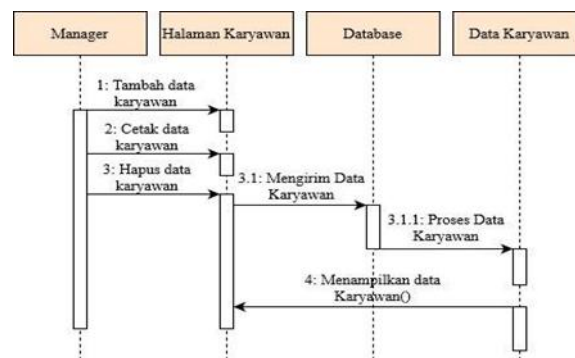 Manager
Halaman Karyawan
Database
Data Karyawan
1: Tambah data
karyawan
2: Cetak data
karyawan
3: Hapus data
karyawan
3.1: Mengirim Data
Karyawan
3.1.1: Proses Data
Karyawan
4: Menampilkan data
Karyawan()